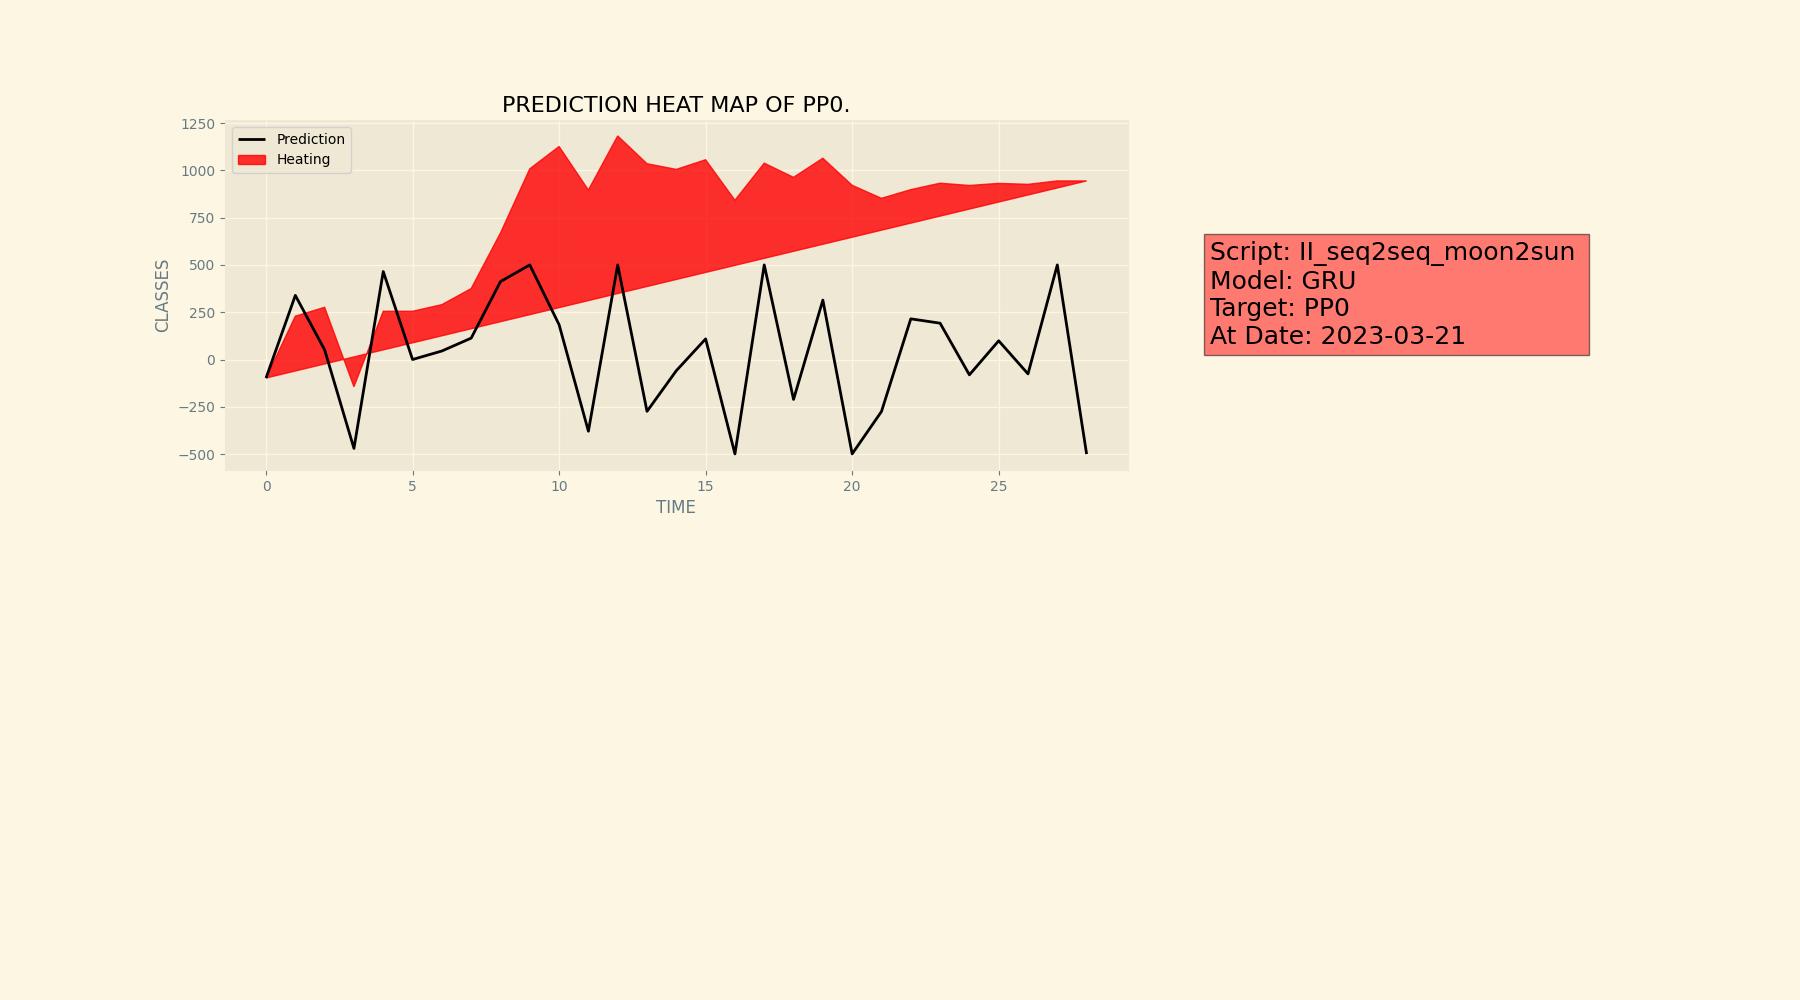 PREDICTION HEAT MAP OF PP0.
Prediction
Heating
1250
1000
750
500
250
0
−250
−500
CLASSES
0 5 10 15 20 25
TIME
Script: II_seq2seq_moon2sun
Model: GRU
Target: PP0
At Date: 2023-03-21